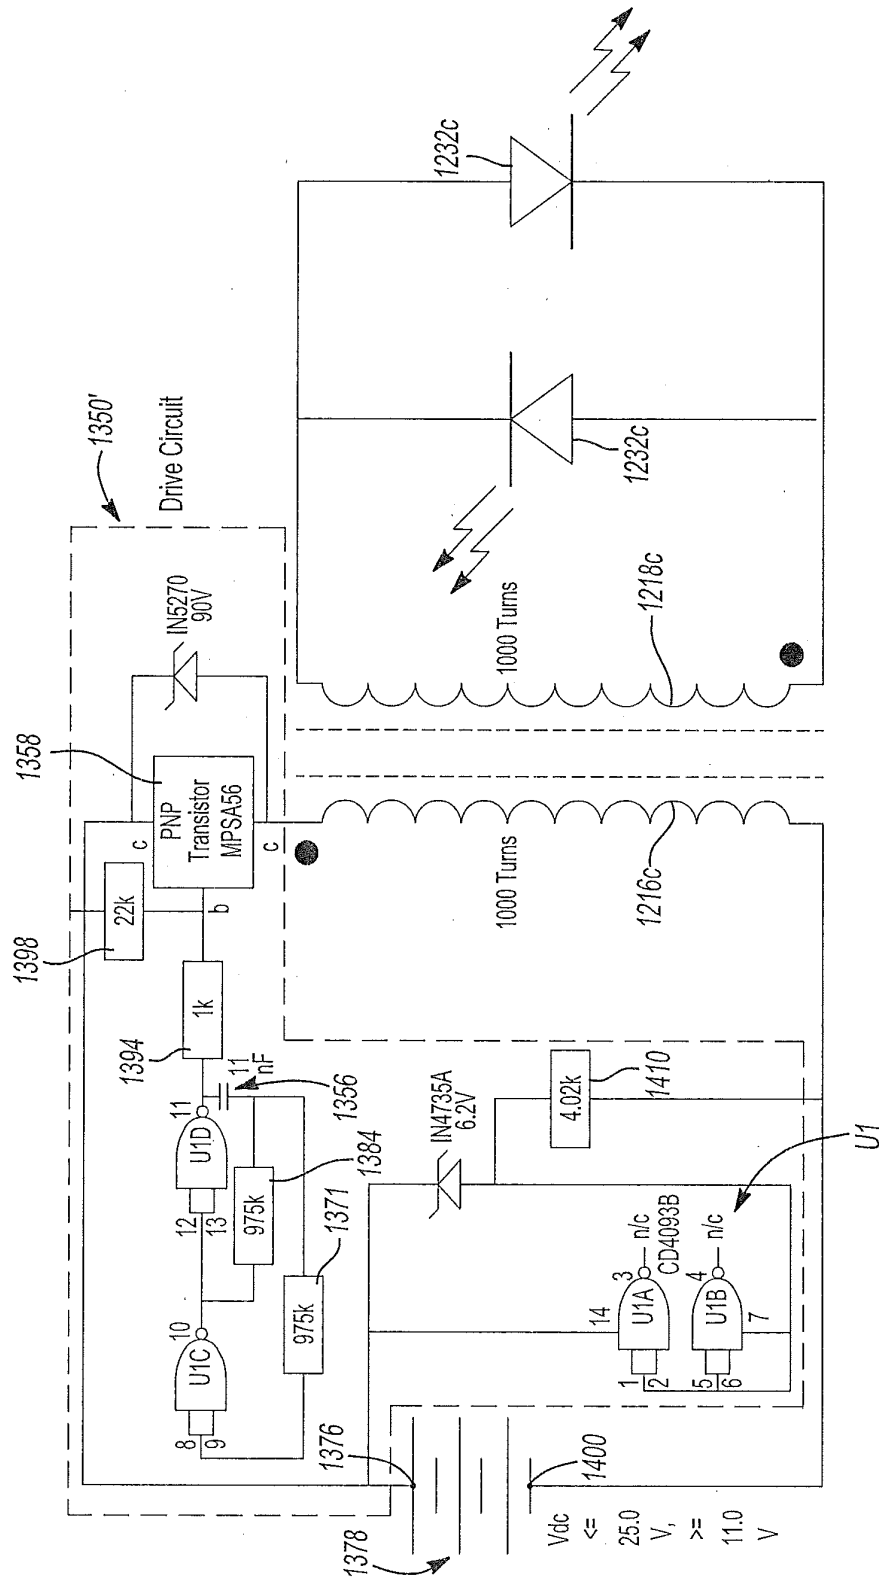 1350'
Drive Circuit
1358
IN5270
90V
c
PNP
Transistor
MPSA56
c
22k
1398
b
1k
1394
11
nF
1356
11
U1D
12
13
975k
1384
10
U1C
8
9
975k
1371
1376
1378
1400
Vdc
<=
25.0
V,
>=
11.0
V
IN4735A
6.2V
4.02k
1410
14
1
2
U1A
3
n/c
CD4093B
5
6
U1B
4
n/c
7
U1
1000 Turns
1216c
1000 Turns
1218c
1232c
1232c